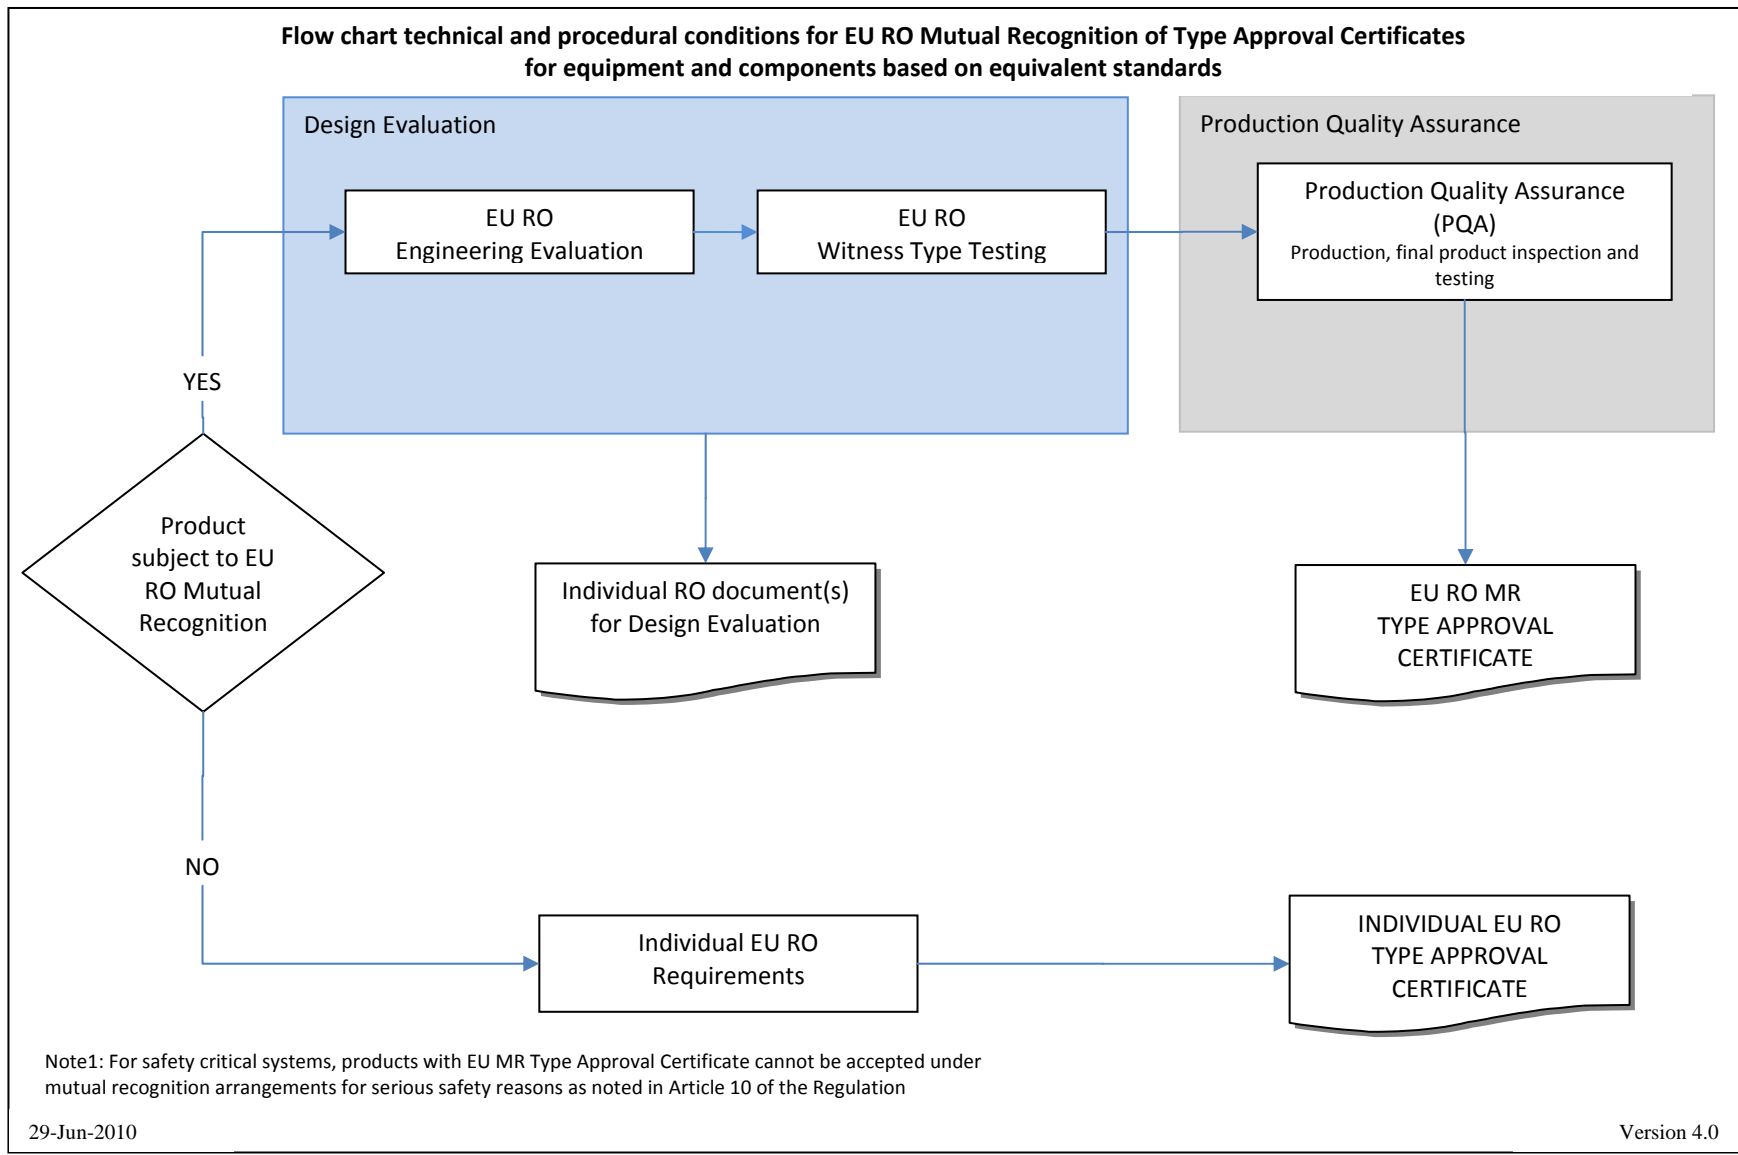 Flow chart technical and procedural conditions for EU RO Mutual Recognition of Type Approval Certificates
for equipment and components based on equivalent standards
Design Evaluation
Production Quality Assurance
EU RO
Engineering Evaluation
EU RO
Witness Type Testing
Production Quality Assurance
(PQA)
Production, final product inspection and
testing
YES
Product
subject to EU
RO Mutual
Recognition
Individual RO document(s)
for Design Evaluation
EU RO MR
TYPE APPROVAL
CERTIFICATE
NO
Individual EU RO
Requirements
INDIVIDUAL EU RO
TYPE APPROVAL
CERTIFICATE
Note1: For safety critical systems, products with EU MR Type Approval Certificate cannot be accepted under
mutual recognition arrangements for serious safety reasons as noted in Article 10 of the Regulation
29-Jun-2010
Version 4.0